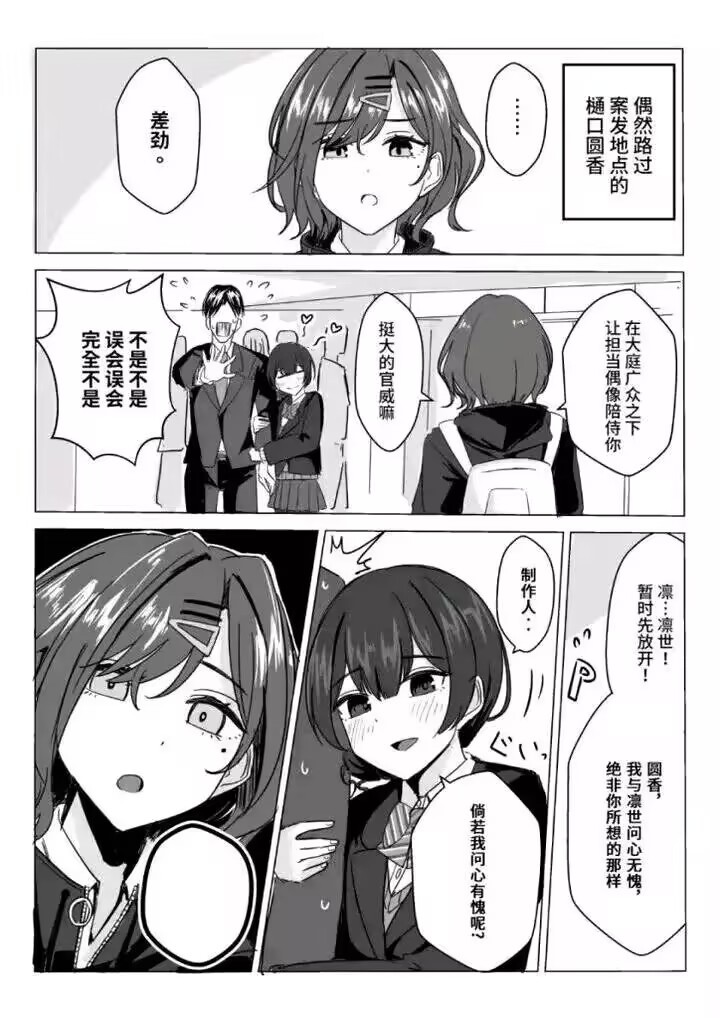 偶然路过
案发地点的
樋口圆香
……
差劲。
在大庭广众之下
让担当偶像陪侍你
挺大的官威嘛
不是不是
误会误会
完全不是
凛…凛世！
暂时先放开！
P
圆香，
我与凛世问心无愧，
绝非你所想的那样
制作人．．
倘若我问心有愧呢?